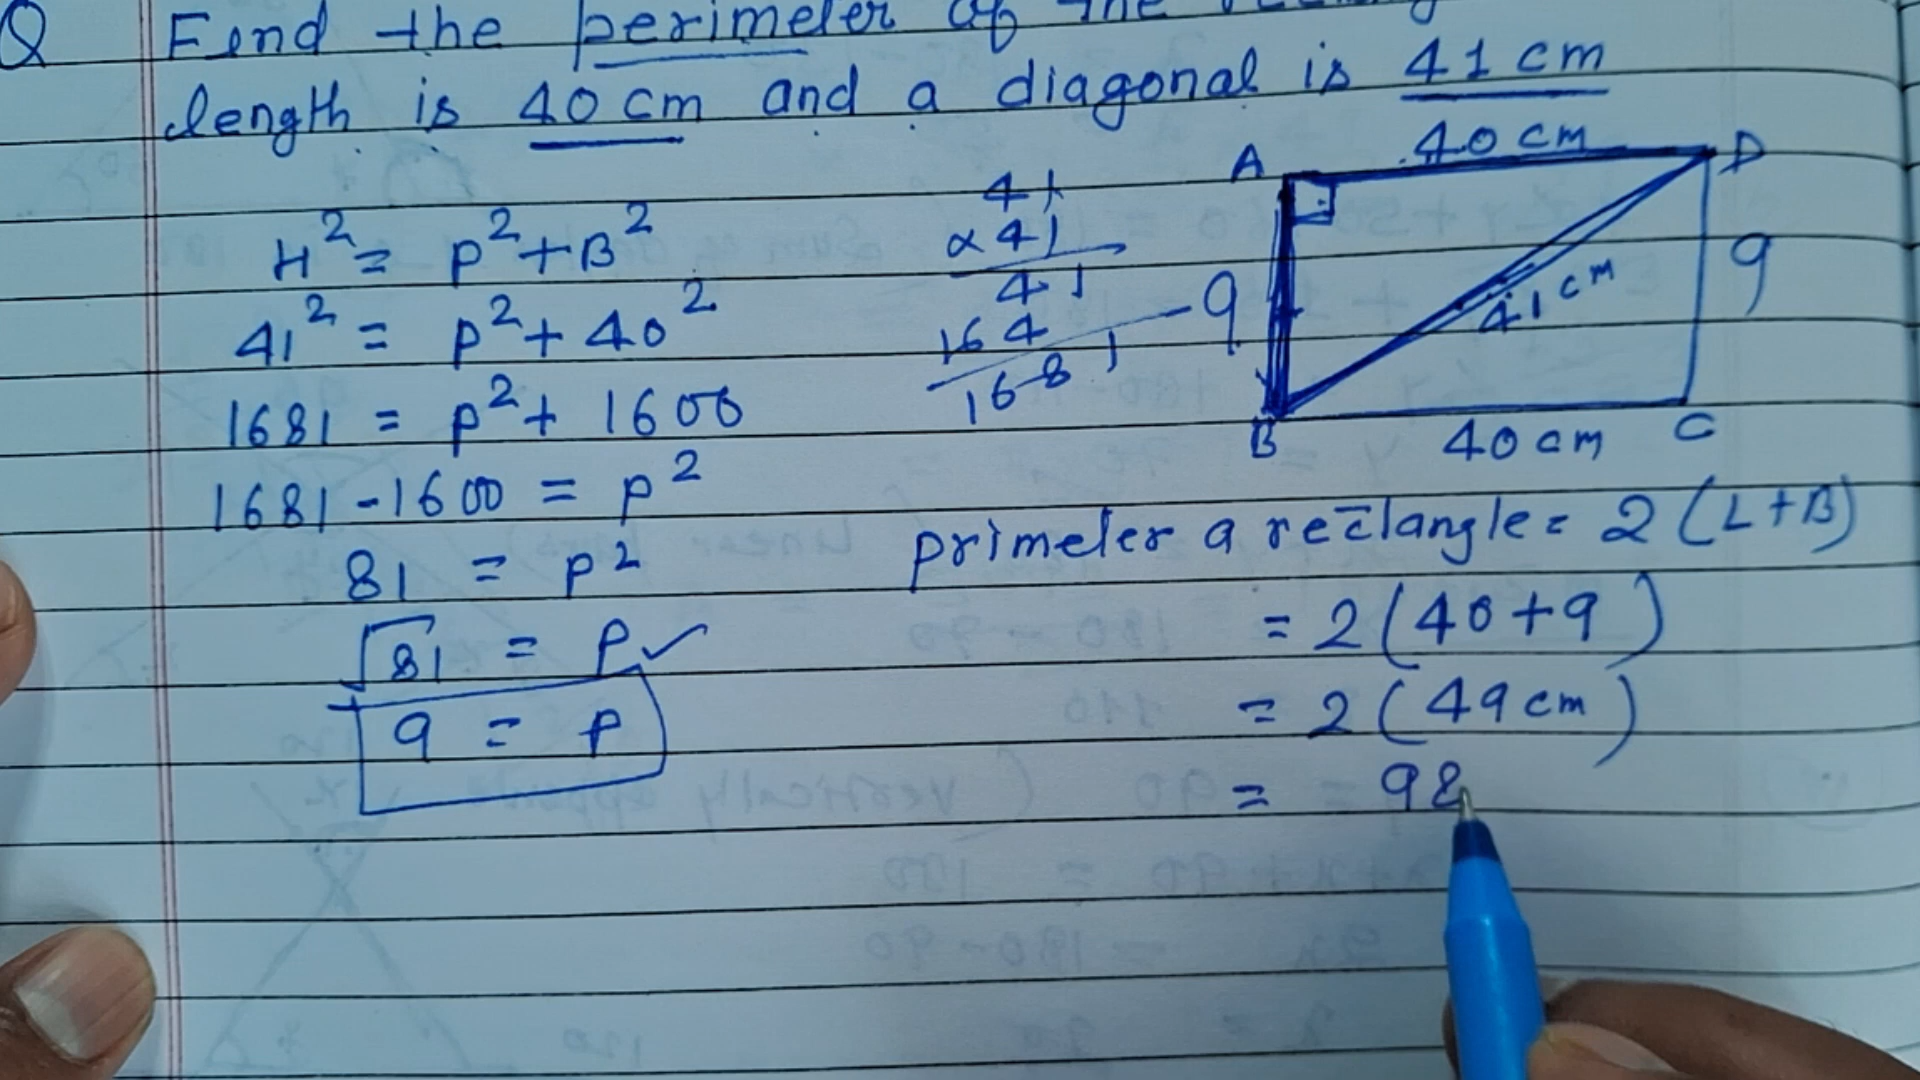 Q Find the perimeter of the
length is 40 cm and a diagonal is 41 cm
H² = P² + B²
41² = P² + 40²
1681 = P² + 1600
1681 - 1600 = P²
81 = P²
√81 = P ✓
9 = P
41
x 41
41
164
1681
A 40 cm D
9
41 cm
9
B 40 cm C
primeter a rectangle = 2 (L+B)
= 2 (40+9)
= 2 (49 cm)
= 98